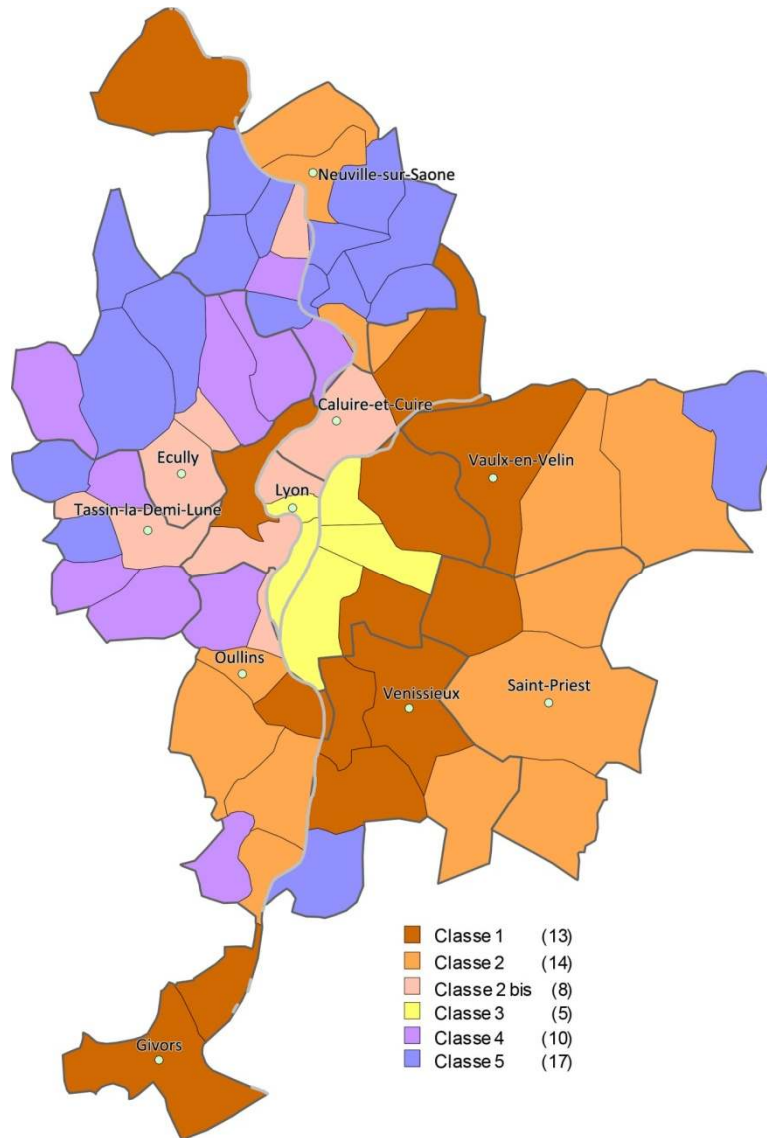 Neuville-sur-Saone
Caluire-et-Cuire
Ecully
Vaulx-en-Velin
Lyon
Tassin-la-Demi-Lune
Oullins
Venissieux
Saint-Priest
Classe 1 (13)
Classe 2 (14)
Classe 2 bis (8)
Classe 3 (5)
Classe 4 (10)
Classe 5 (17)
Givors